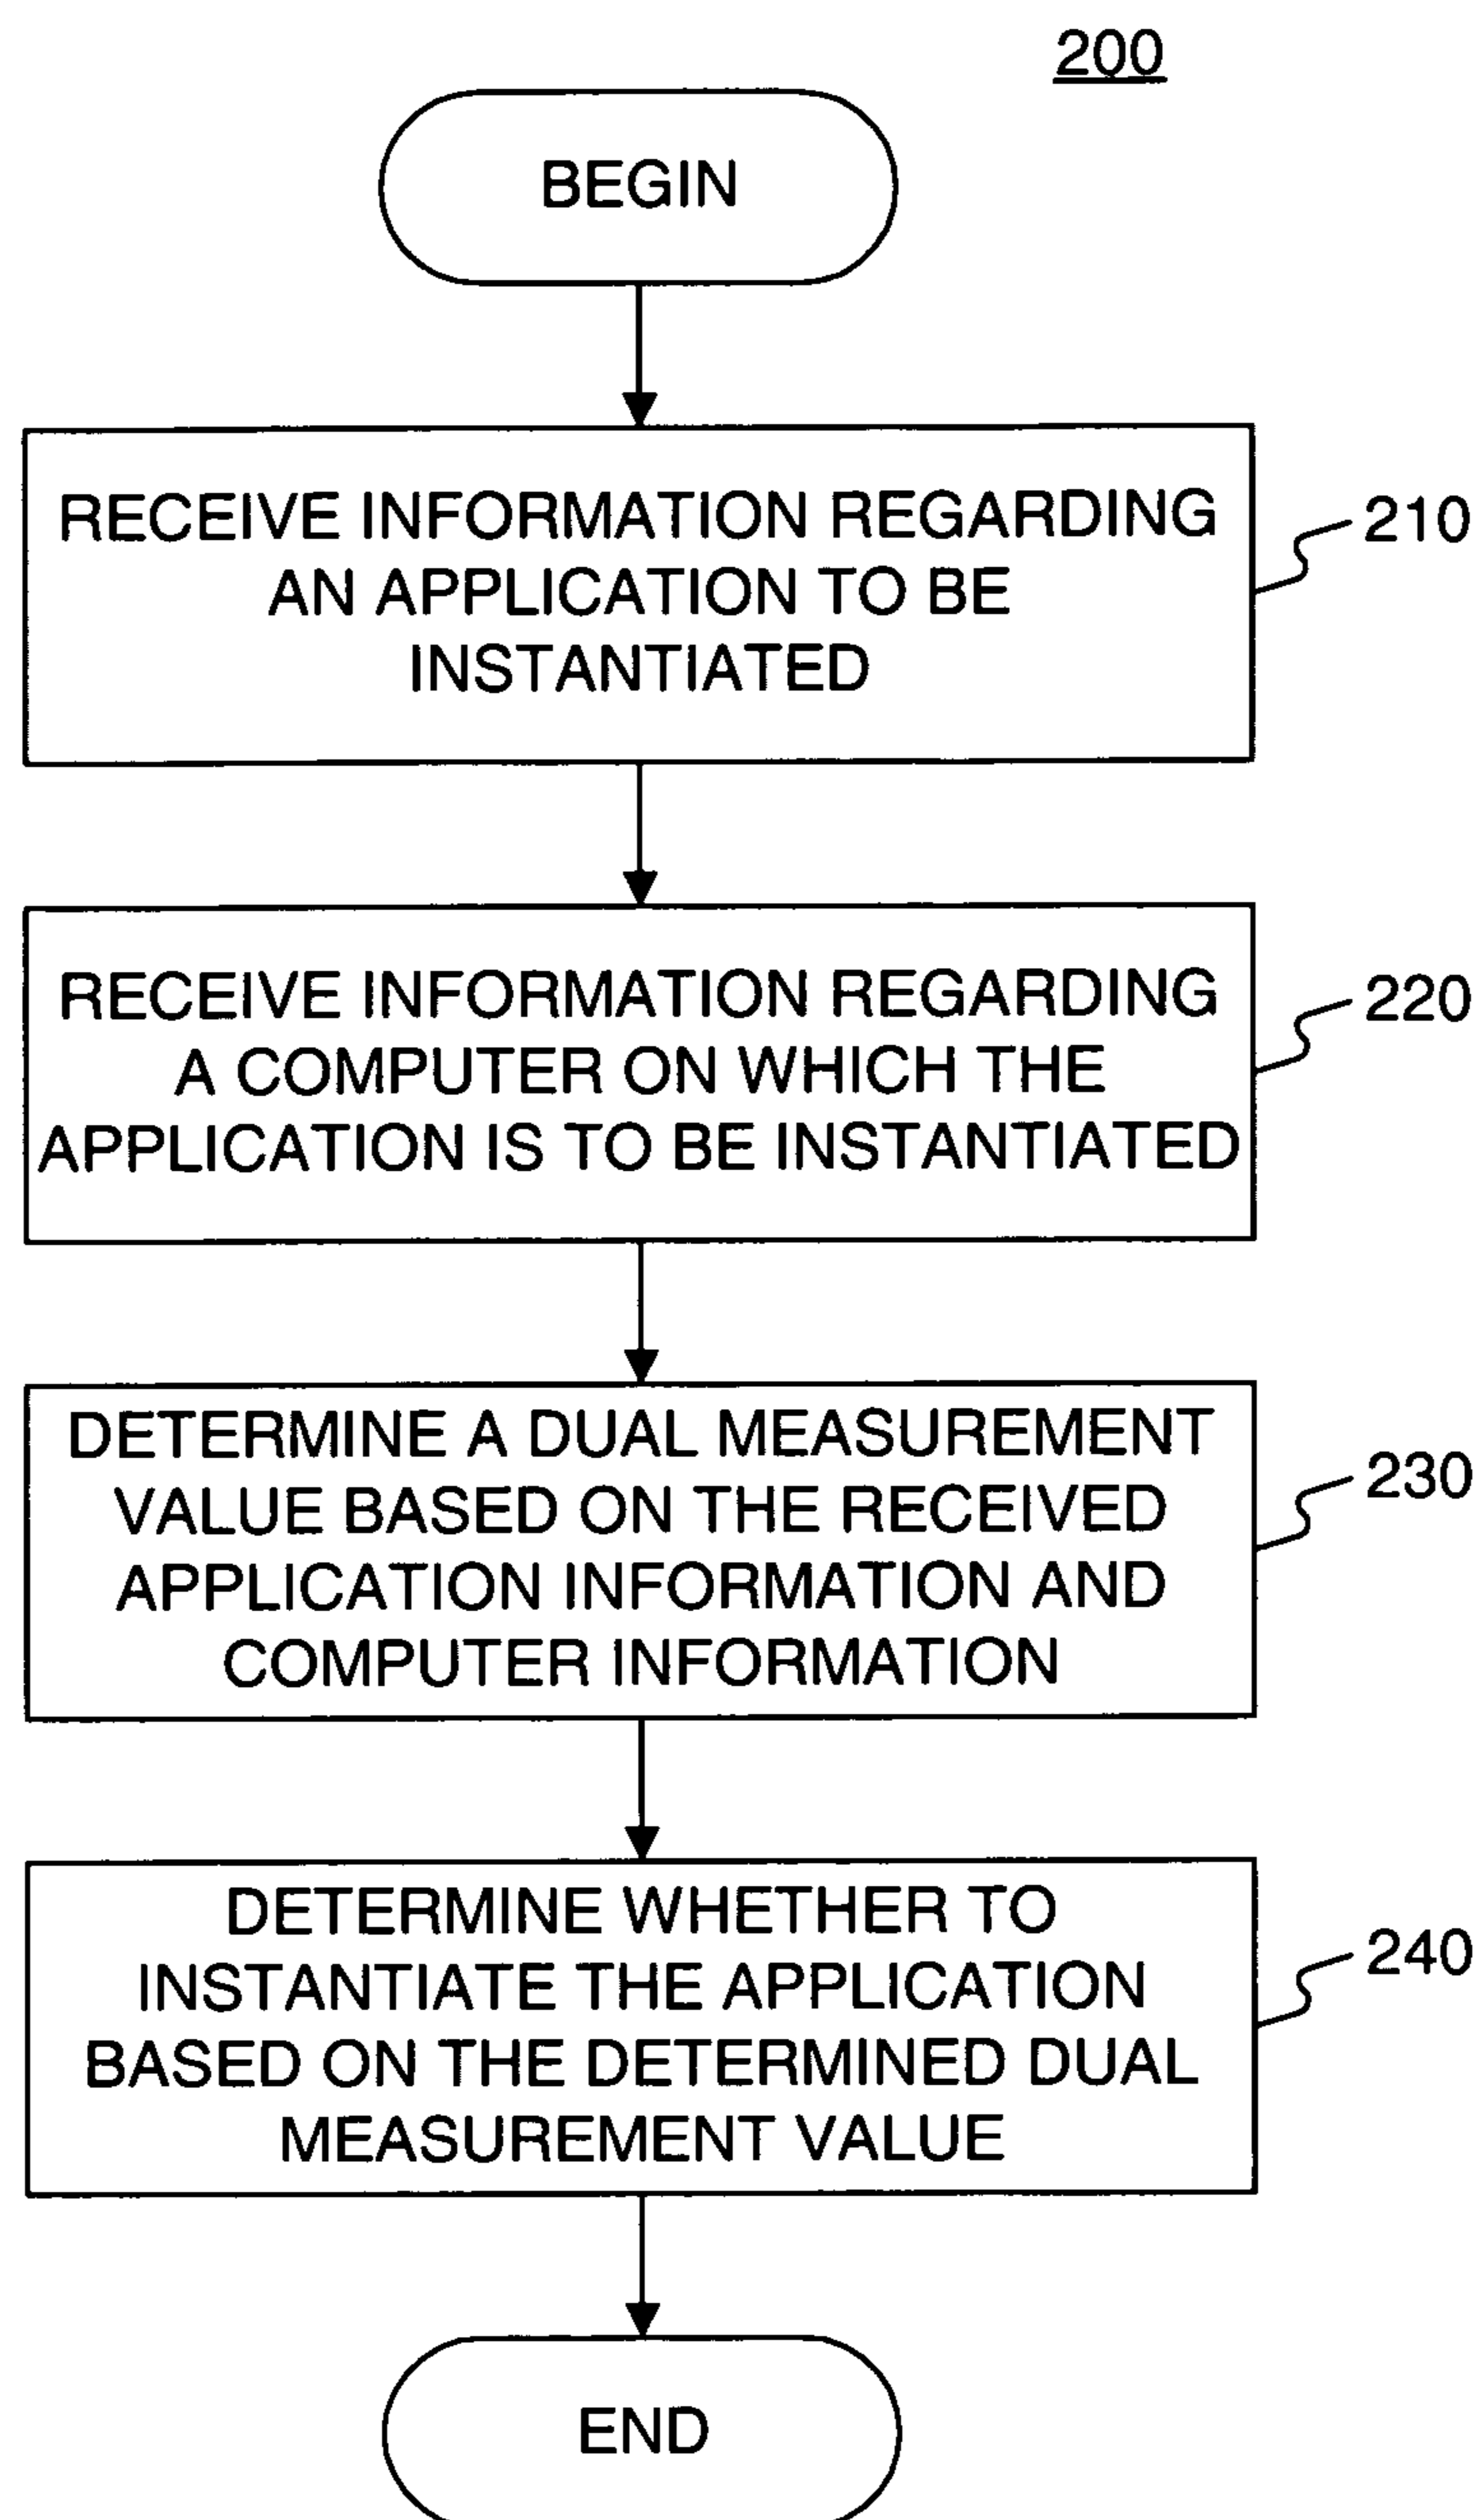 200
BEGIN
RECEIVE INFORMATION REGARDING
AN APPLICATION TO BE
INSTANTIATED
210
RECEIVE INFORMATION REGARDING
A COMPUTER ON WHICH THE
APPLICATION IS TO BE INSTANTIATED
220
DETERMINE A DUAL MEASUREMENT
VALUE BASED ON THE RECEIVED
APPLICATION INFORMATION AND
COMPUTER INFORMATION
230
DETERMINE WHETHER TO
INSTANTIATE THE APPLICATION
BASED ON THE DETERMINED DUAL
MEASUREMENT VALUE
240
END